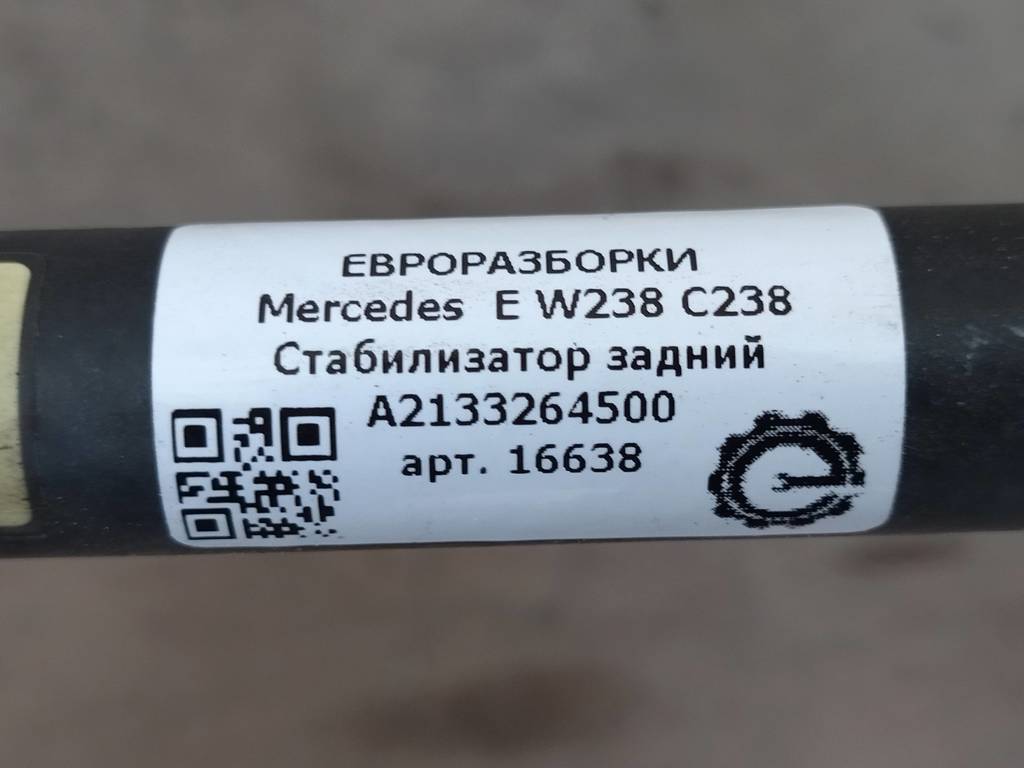 ЕВРОРАЗБОРКИ
Mercedes E W238 C238
Стабилизатор задний
A2133264500
арт. 16638